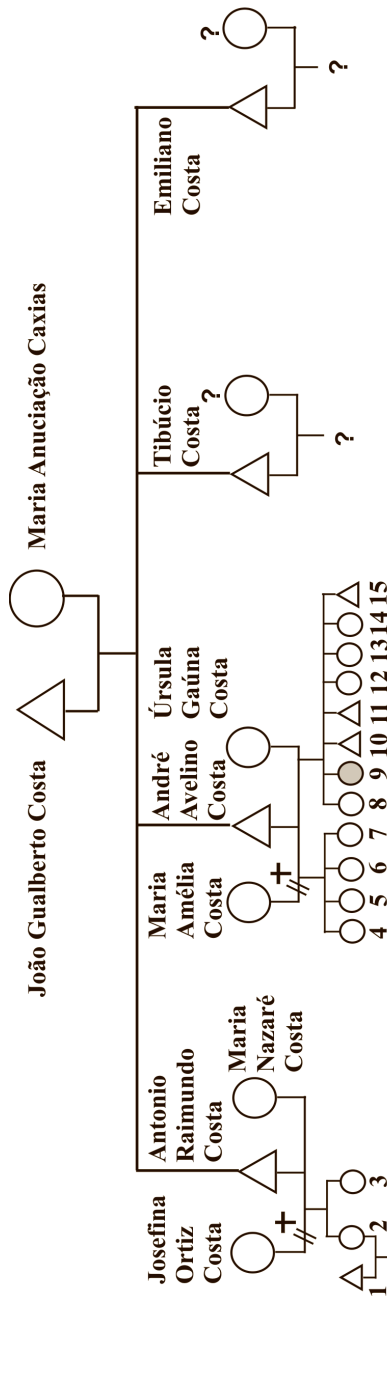 João Gualberto Costa
Maria Anuciação Caxias
Josefina
Ortiz
Costa
Antonio
Raimundo
Costa
Maria
Nazaré
Costa
Maria
Amélia
Costa
André
Avelino
Costa
Úrsula
Gaúna
Costa
Tibúcio
Costa
?
?
Emiliano
Costa
?
?
1 2 3
4 5 6 7 8 9 10 11 12 13 14 15